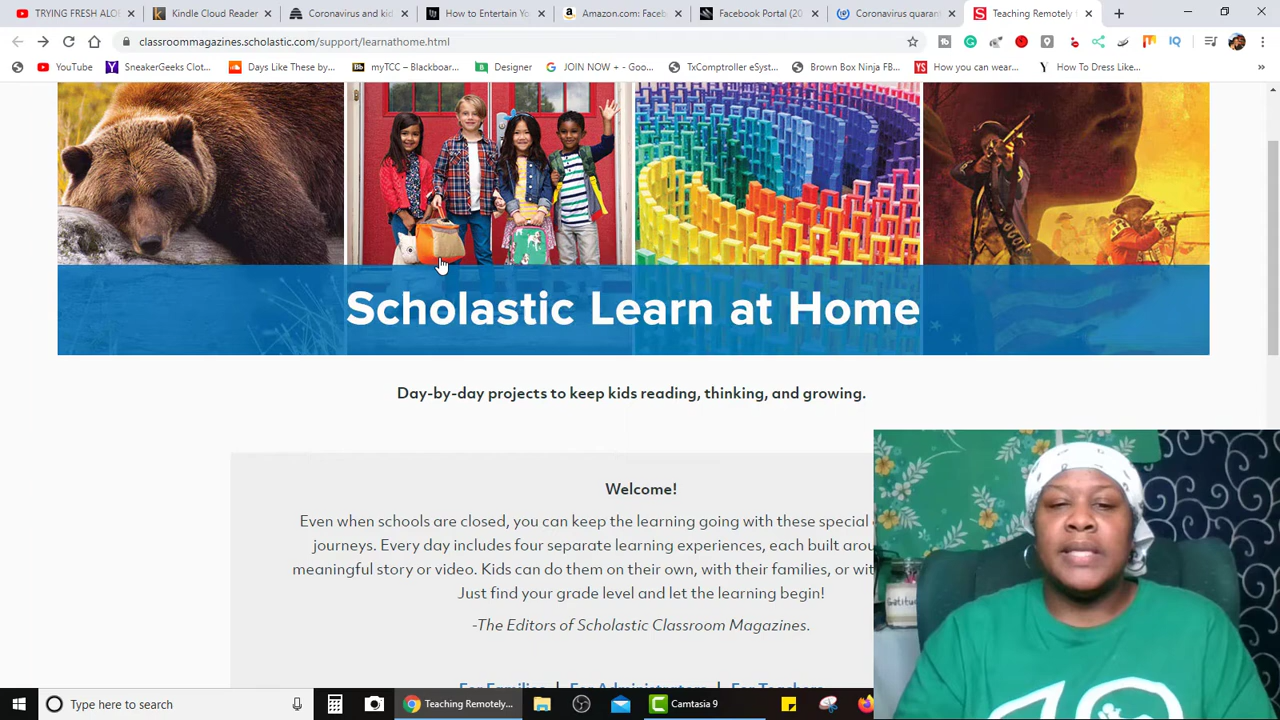 TRYING FRESH ALO
Kindle Cloud Reader
Coronavirus and kid
How to Entertain Yo
Amazon.com: Faceb
Facebook Portal (20
Coronavirus quaran
Teaching Remotely
classroommagazines.scholastic.com/support/learnathome.html
YouTube
SneakerGeeks Clot...
Days Like These by...
myTCC – Blackboar...
Designer
JOIN NOW + - Goo...
TxComptroller eSyst...
Brown Box Ninja FB...
How you can wear...
How To Dress Like...
Scholastic Learn at Home
Day-by-day projects to keep kids reading, thinking, and growing.
Welcome!
Even when schools are closed, you can keep the learning going with these special
journeys. Every day includes four separate learning experiences, each built
meaningful story or video. Kids can do them on their own, with their families, or
Just find your grade level and let the learning begin!
-The Editors of Scholastic Classroom Magazines.
For Families | For Administrators | For Teachers
Type here to search
Teaching Remotely...
Camtasia 9